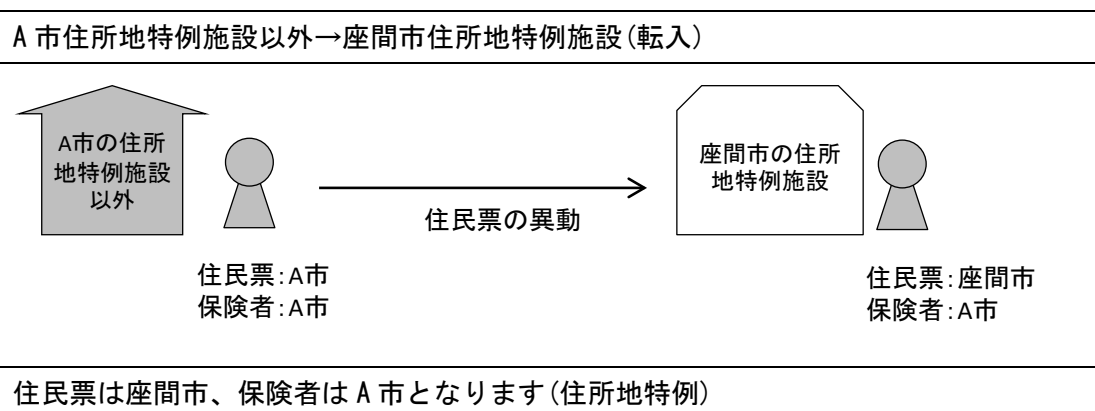 A市住所地特例施設以外→座間市住所地特例施設(転入)
A市の住所
地特例施設
以外
座間市の住所
地特例施設
住民票の異動
住民票:A市
保険者:A市
住民票:座間市
保険者:A市
住民票は座間市、保険者はA市となります(住所地特例)